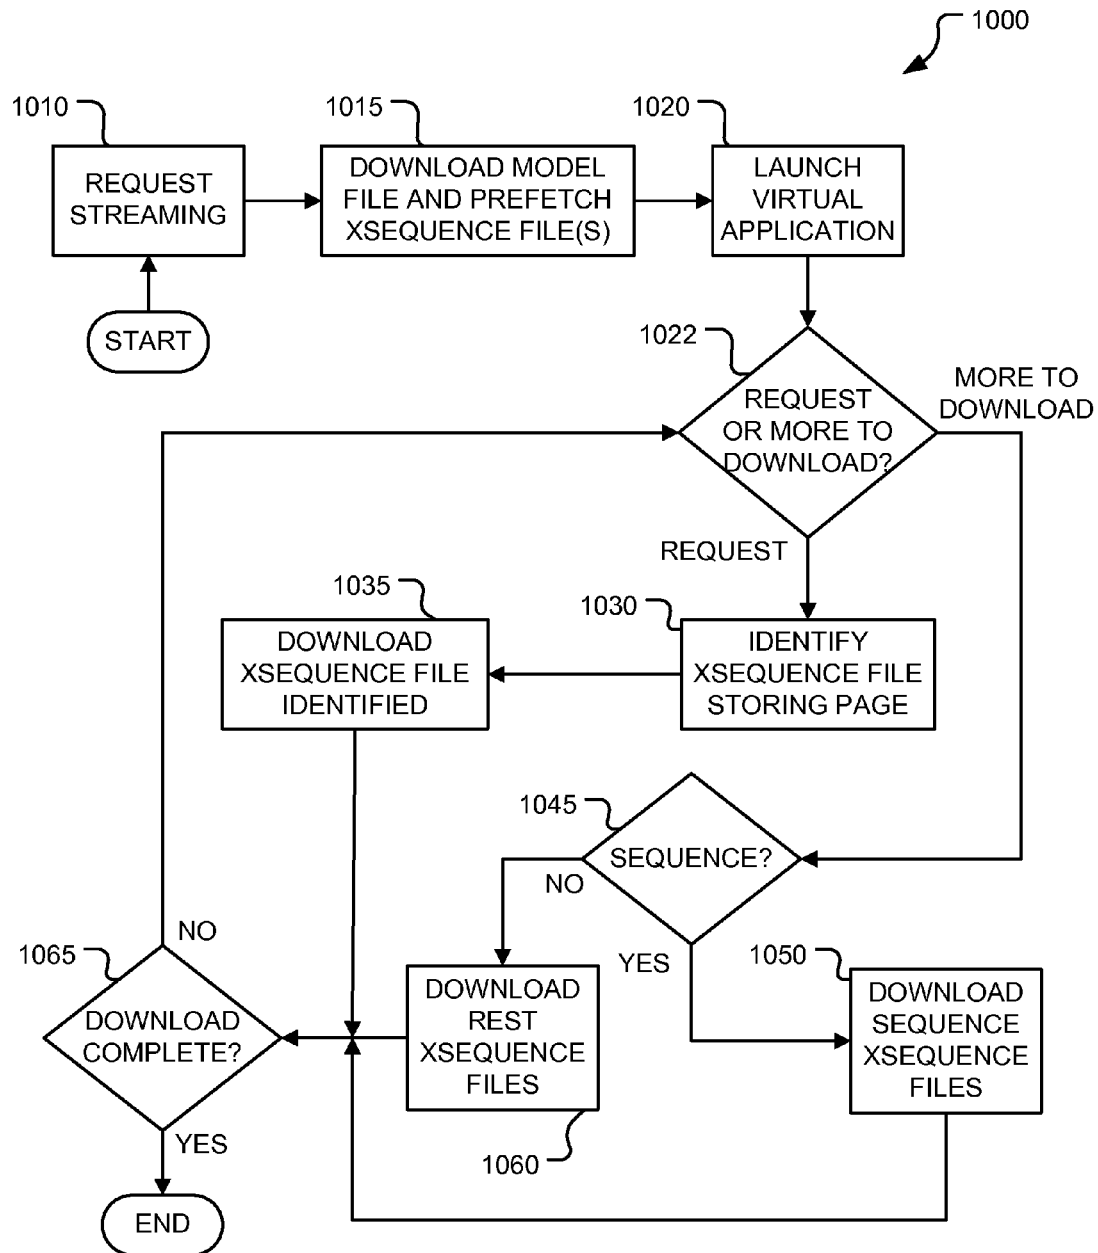 1000
1010
REQUEST
STREAMING
1015
DOWNLOAD MODEL
FILE AND PREFETCH
XSEQUENCE FILE(S)
1020
LAUNCH
VIRTUAL
APPLICATION
START
1022
REQUEST
OR MORE TO
DOWNLOAD?
MORE TO
DOWNLOAD
REQUEST
1030
IDENTIFY
XSEQUENCE FILE
STORING PAGE
1035
DOWNLOAD
XSEQUENCE FILE
IDENTIFIED
1045
SEQUENCE?
NO
YES
1050
DOWNLOAD
SEQUENCE
XSEQUENCE
FILES
DOWNLOAD
REST
XSEQUENCE
FILES
1060
1065
NO
DOWNLOAD
COMPLETE?
YES
END